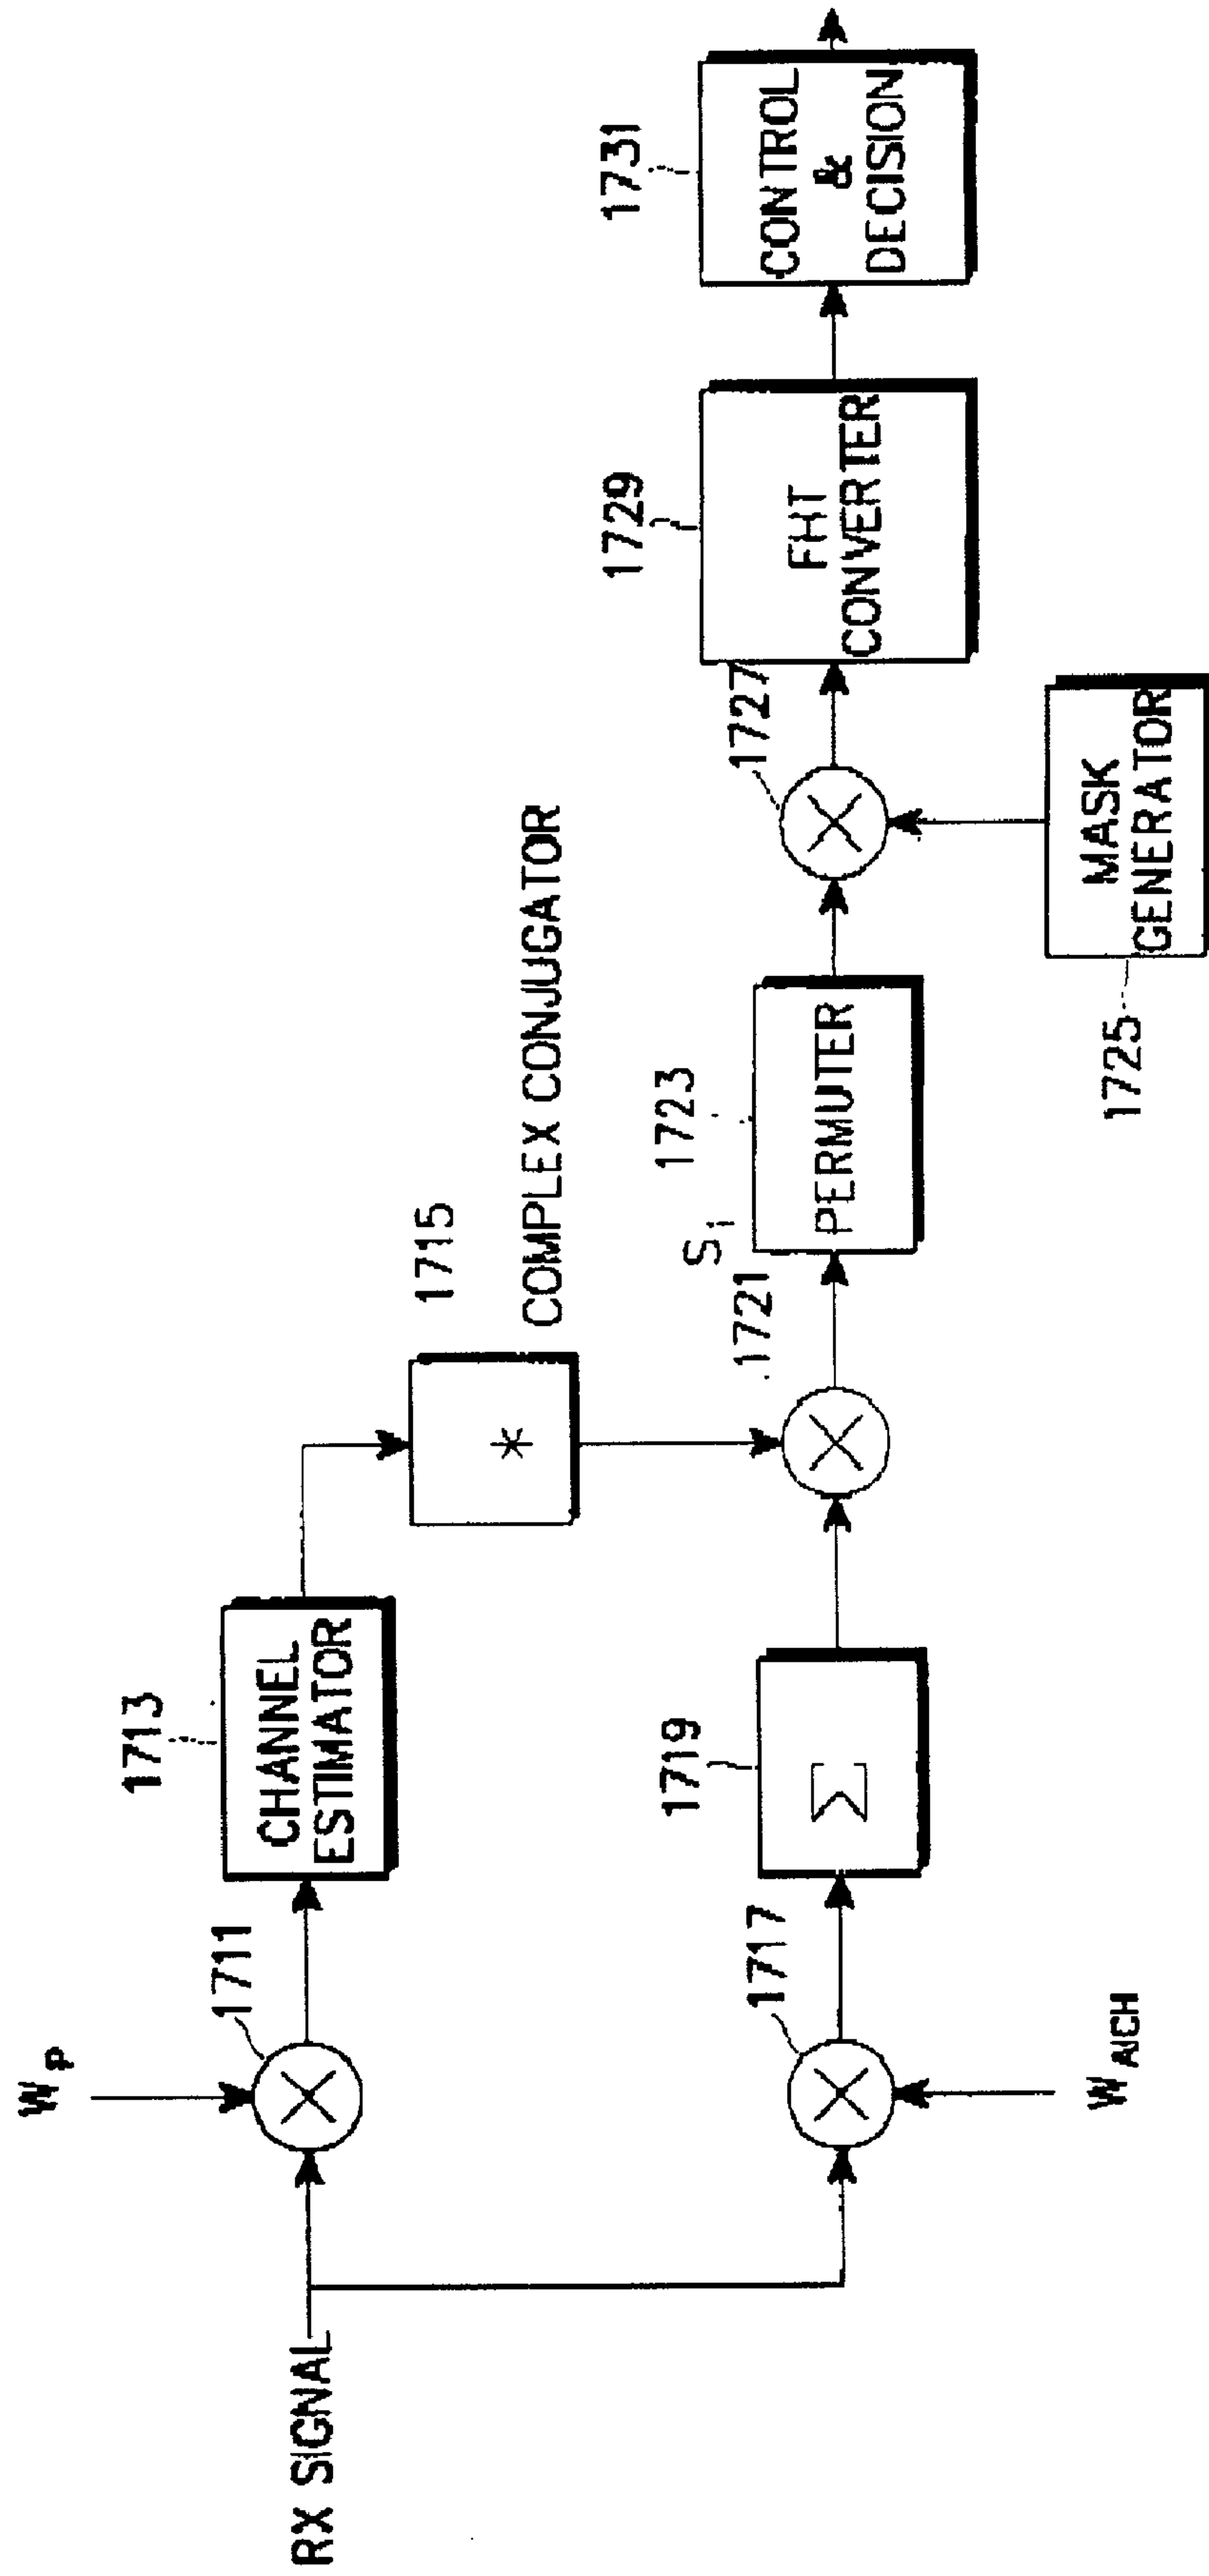 W_P
1711
1713
CHANNEL
ESTIMATOR
1715
COMPLEX CONJUGATOR
RX SIGNAL
1717
W_AICH
1719
Σ
*
1721
S_i
1723
PERMUTER
1725
MASK
GENERATOR
1727
1729
FHT
CONVERTER
1731
CONTROL
&
DECISION